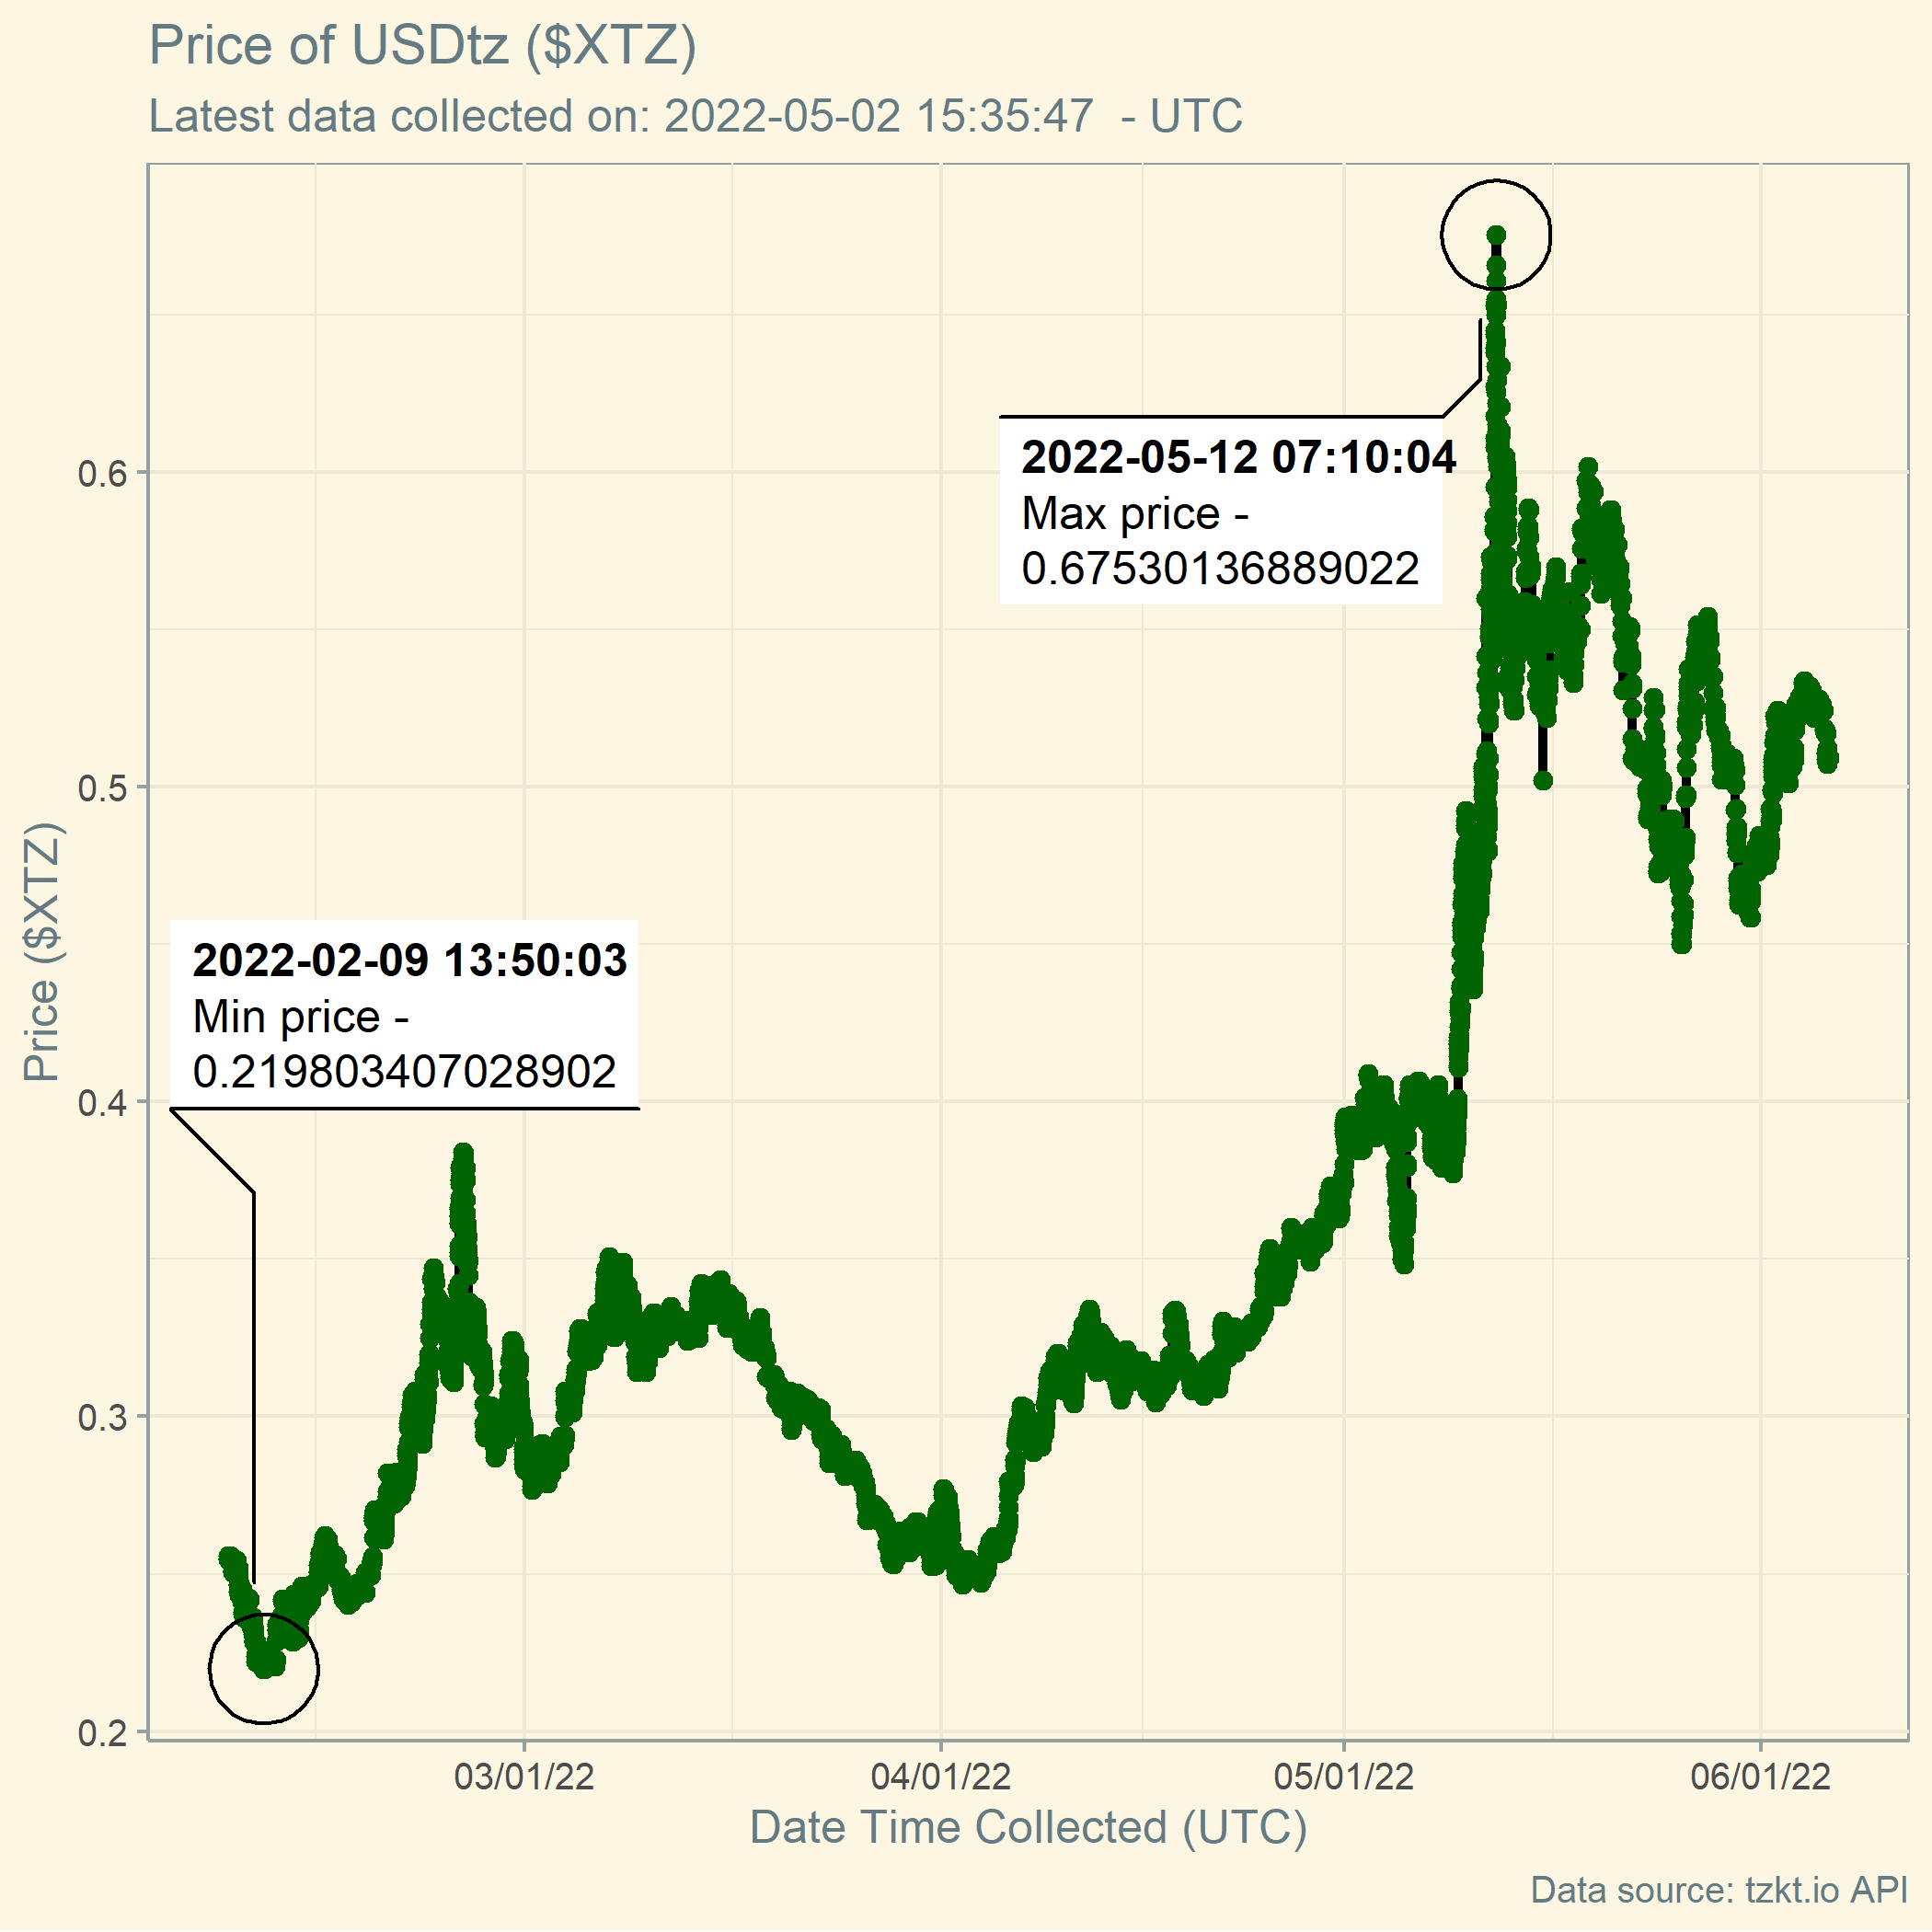 Price of USDtz ($XTZ)
Latest data collected on: 2022-05-02 15:35:47  - UTC
2022-05-12 07:10:04
Max price -
0.67530136889022
2022-02-09 13:50:03
Min price -
0.219803407028902
Price ($XTZ)
0.6
0.5
0.4
0.3
0.2
03/01/22
04/01/22
05/01/22
06/01/22
Date Time Collected (UTC)
Data source: tzkt.io API